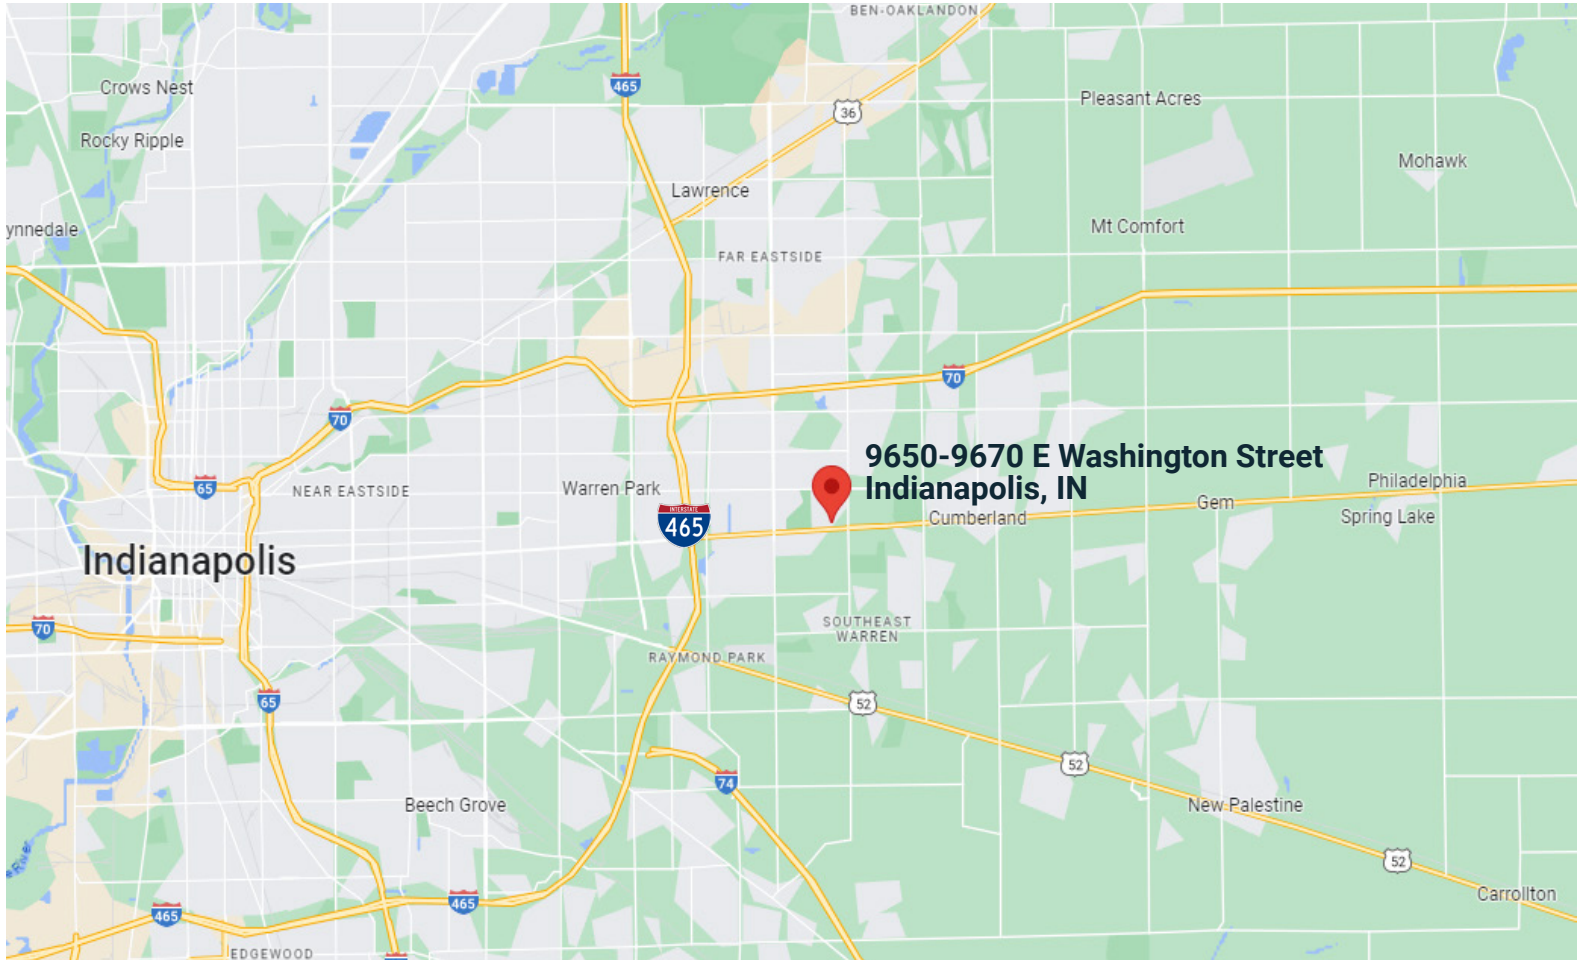 BEN-OAKLANDON
Crows Nest
465
Pleasant Acres
36
Rocky Ripple
Mohawk
Lawrence
Mt Comfort
ynnedale
FAR EASTSIDE
70
70
9650-9670 E Washington Street
Indianapolis, IN
65
NEAR EASTSIDE
Warren Park
Philadelphia
Gem
INTERSTATE
465
Cumberland
Spring Lake
Indianapolis
70
SOUTHEAST
WARREN
RAYMOND PARK
65
52
52
74
Beech Grove
New Palestine
River
52
Carrollton
465
465
EDGEWOOD